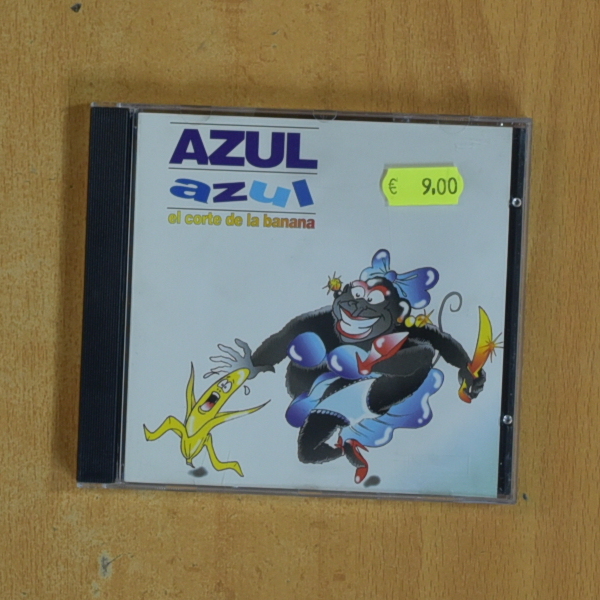 AZUL
azul
el corte de la banana
€ 9,00